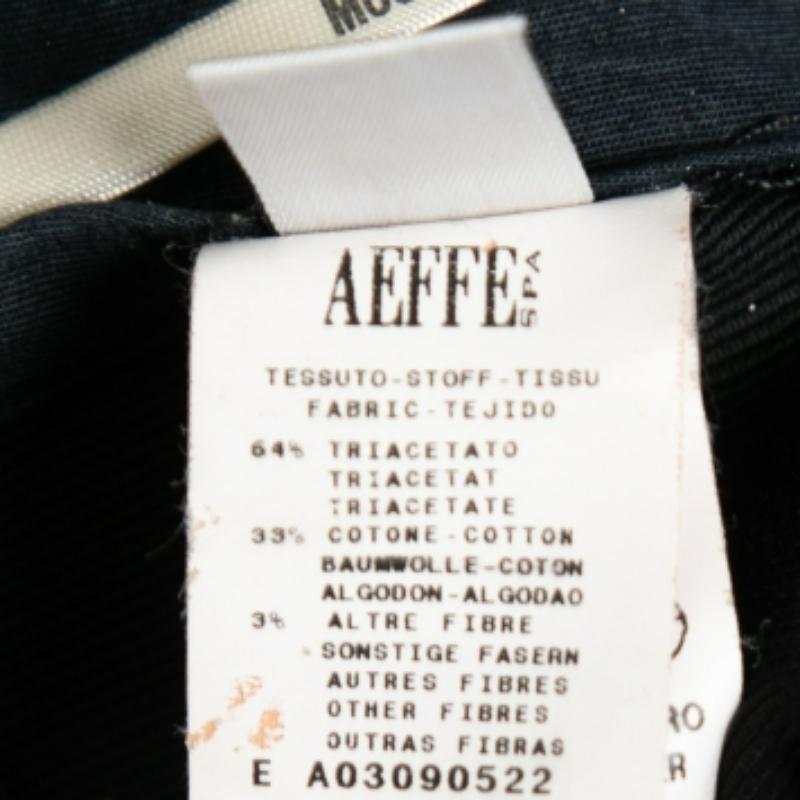 AEFFE SPA
TESSUTO-STOFF-TISSU
FABRIC-TEJIDO
64% TRIACETATO
TRIACETAT
TRIACETATE
33% COTONE-COTTON
BAUMWOLLE-COTON
ALGODON-ALGODAO
3% ALTRE FIBRE
SONSTIGE FASERN
AUTRES FIBRES
OTHER FIBRES
OUTRAS FIBRAS
E A03090522